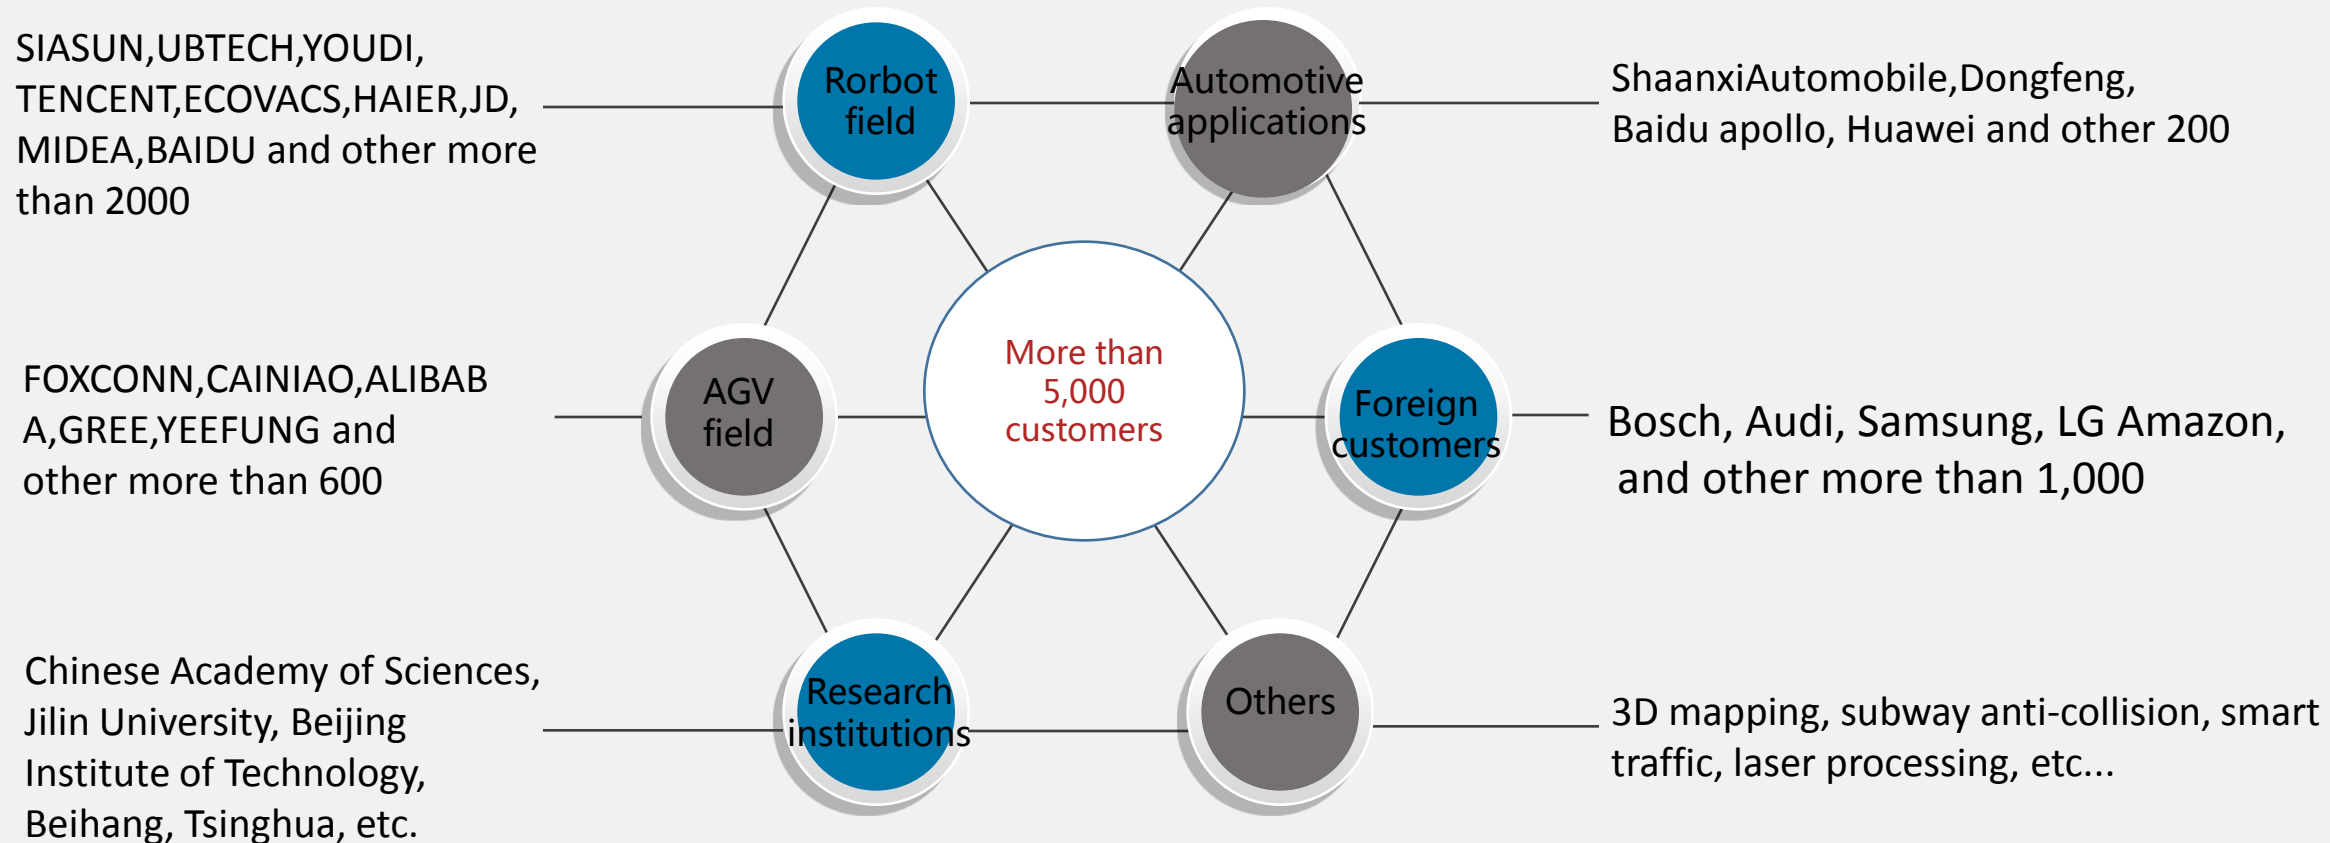 SIASUN,UBTECH,YOUDI,
TENCENT,ECOVACS,HAIER,JD,
MIDEA,BAIDU and other more
than 2000
Rorbot
field
Automotive
applications
ShaanxiAutomobile,Dongfeng,
Baidu apollo, Huawei and other 200
FOXCONN,CAINIAO,ALIBAB
A,GREE,YEEFUNG and
other more than 600
AGV
field
More than
5,000
customers
Foreign
customers
Bosch, Audi, Samsung, LG Amazon,
and other more than 1,000
Chinese Academy of Sciences,
Jilin University, Beijing
Institute of Technology,
Beihang, Tsinghua, etc.
Research
institutions
Others
3D mapping, subway anti-collision, smart
traffic, laser processing, etc...